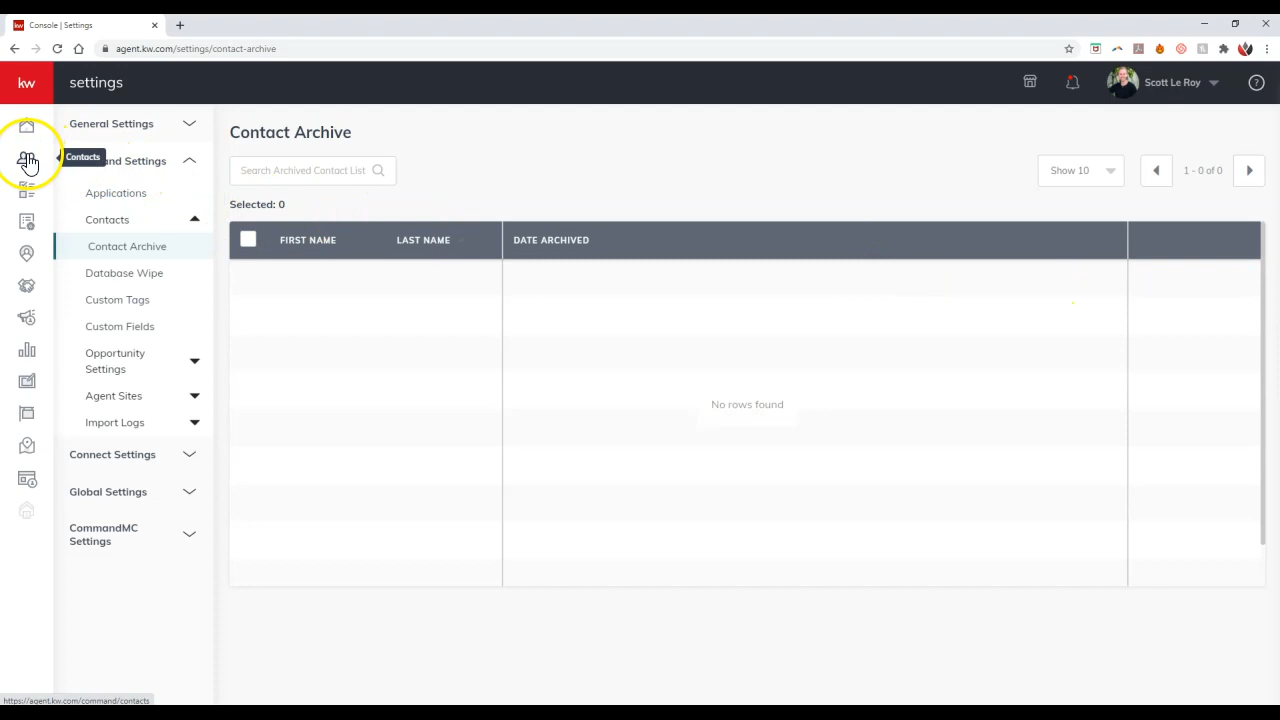 Console | Settings
agent.kw.com/settings/contact-archive
kw
settings
Scott Le Roy
General Settings
Contacts
and Settings
Applications
Contacts
Contact Archive
Database Wipe
Custom Tags
Custom Fields
Opportunity
Settings
Agent Sites
Import Logs
Connect Settings
Global Settings
CommandMC
Settings
Contact Archive
Search Archived Contact List
Show 10
1 - 0 of 0
Selected: 0
FIRST NAME
LAST NAME
DATE ARCHIVED
No rows found
https://agent.kw.com/command/contacts